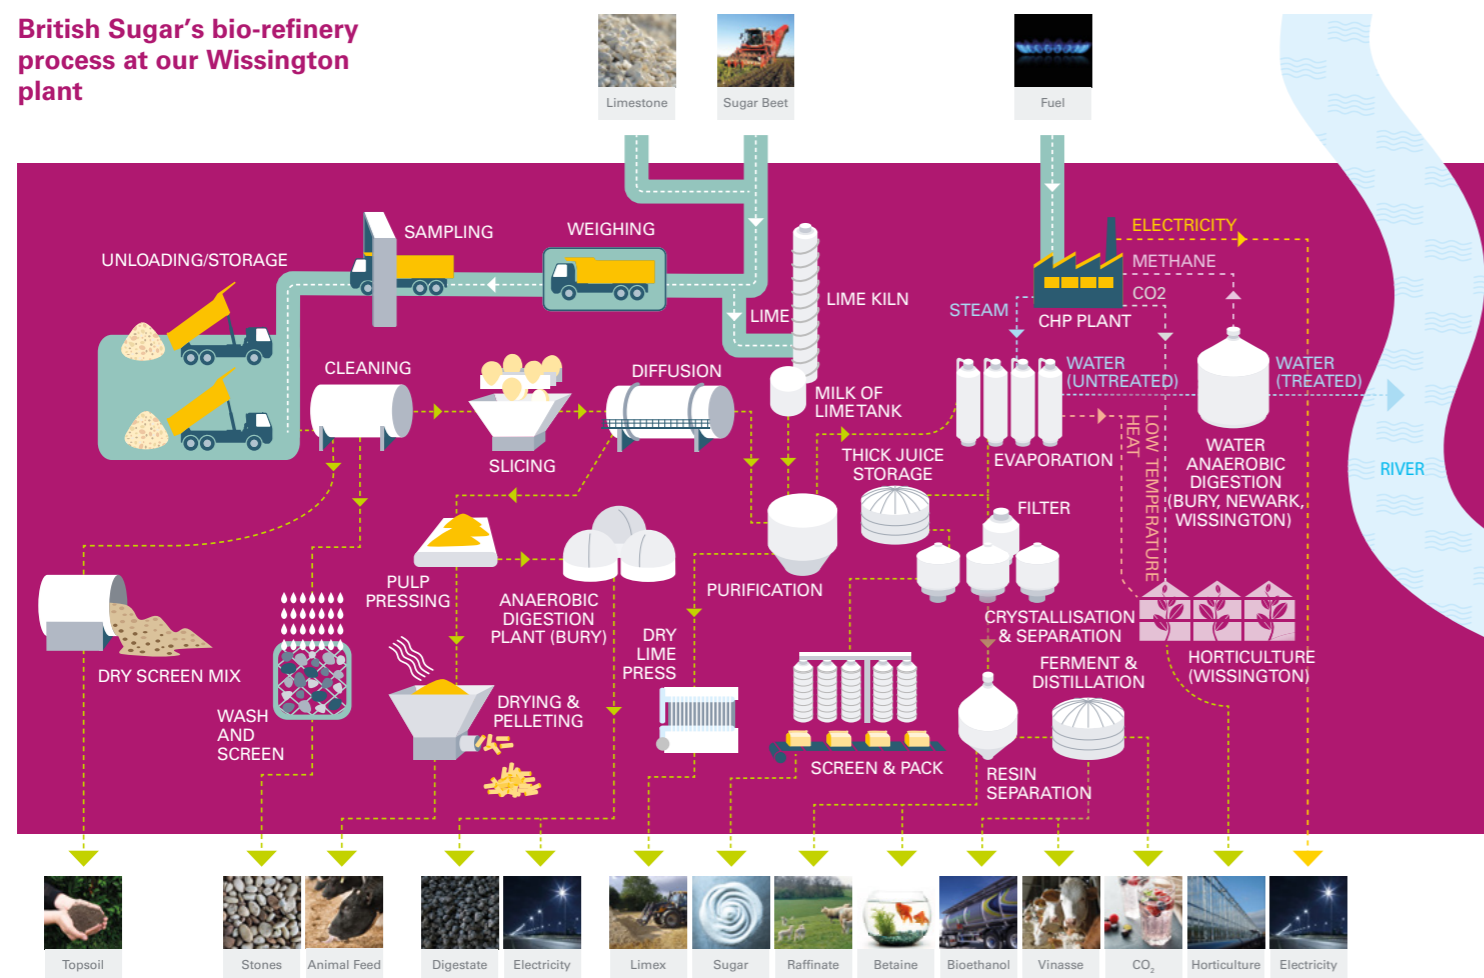 British Sugar’s bio-refinery
process at our Wissington
plant
Limestone
Sugar Beet
Fuel
SAMPLING
WEIGHING
UNLOADING/STORAGE
ELECTRICITY
METHANE
CO2
LIME KILN
LIME
STEAM
CHP PLANT
CLEANING
DIFFUSION
WATER
(UNTREATED)
WATER
(TREATED)
MILK OF
LIMETANK
SLICING
THICK JUICE
STORAGE
EVAPORATION
LOW TEMPERATURE
HEAT
WATER
ANAEROBIC
DIGESTION
(BURY, NEWARK,
WISSINGTON)
RIVER
FILTER
PULP
PRESSING
ANAEROBIC
DIGESTION
PLANT (BURY)
PURIFICATION
CRYSTALLISATION
& SEPARATION
DRY
LIME
PRESS
DRY SCREEN MIX
HORTICULTURE
(WISSINGTON)
FERMENT &
DISTILLATION
WASH
AND
SCREEN
DRYING &
PELLETING
SCREEN & PACK
RESIN
SEPARATION
Topsoil
Stones
Animal Feed
Digestate
Electricity
Limex
Sugar
Raffinate
Betaine
Bioethanol
Vinasse
CO₂
Horticulture
Electricity